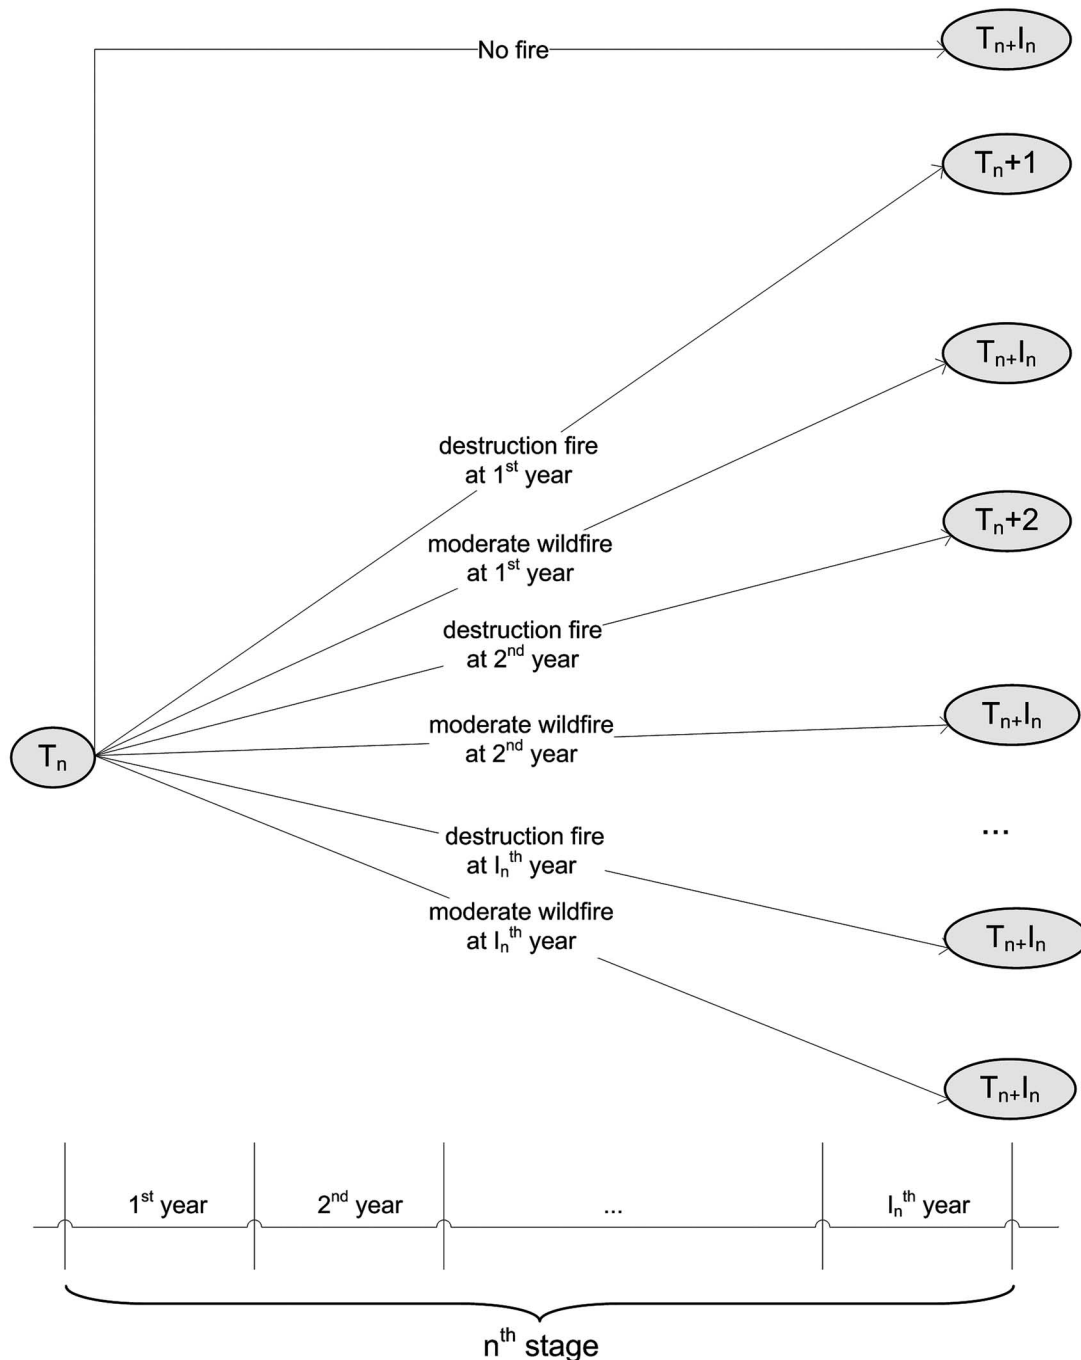 No fire
Tₙ₊Iₙ
Tₙ+1
Tₙ₊Iₙ
destruction fire
at 1ˢᵗ year
moderate wildfire
at 1ˢᵗ year
Tₙ+2
destruction fire
at 2ⁿᵈ year
Tₙ₊Iₙ
moderate wildfire
at 2ⁿᵈ year
Tₙ
...
destruction fire
at Iₙᵗʰ year
Tₙ₊Iₙ
moderate wildfire
at Iₙᵗʰ year
Tₙ₊Iₙ
1ˢᵗ year
2ⁿᵈ year
...
Iₙᵗʰ year
nᵗʰ stage